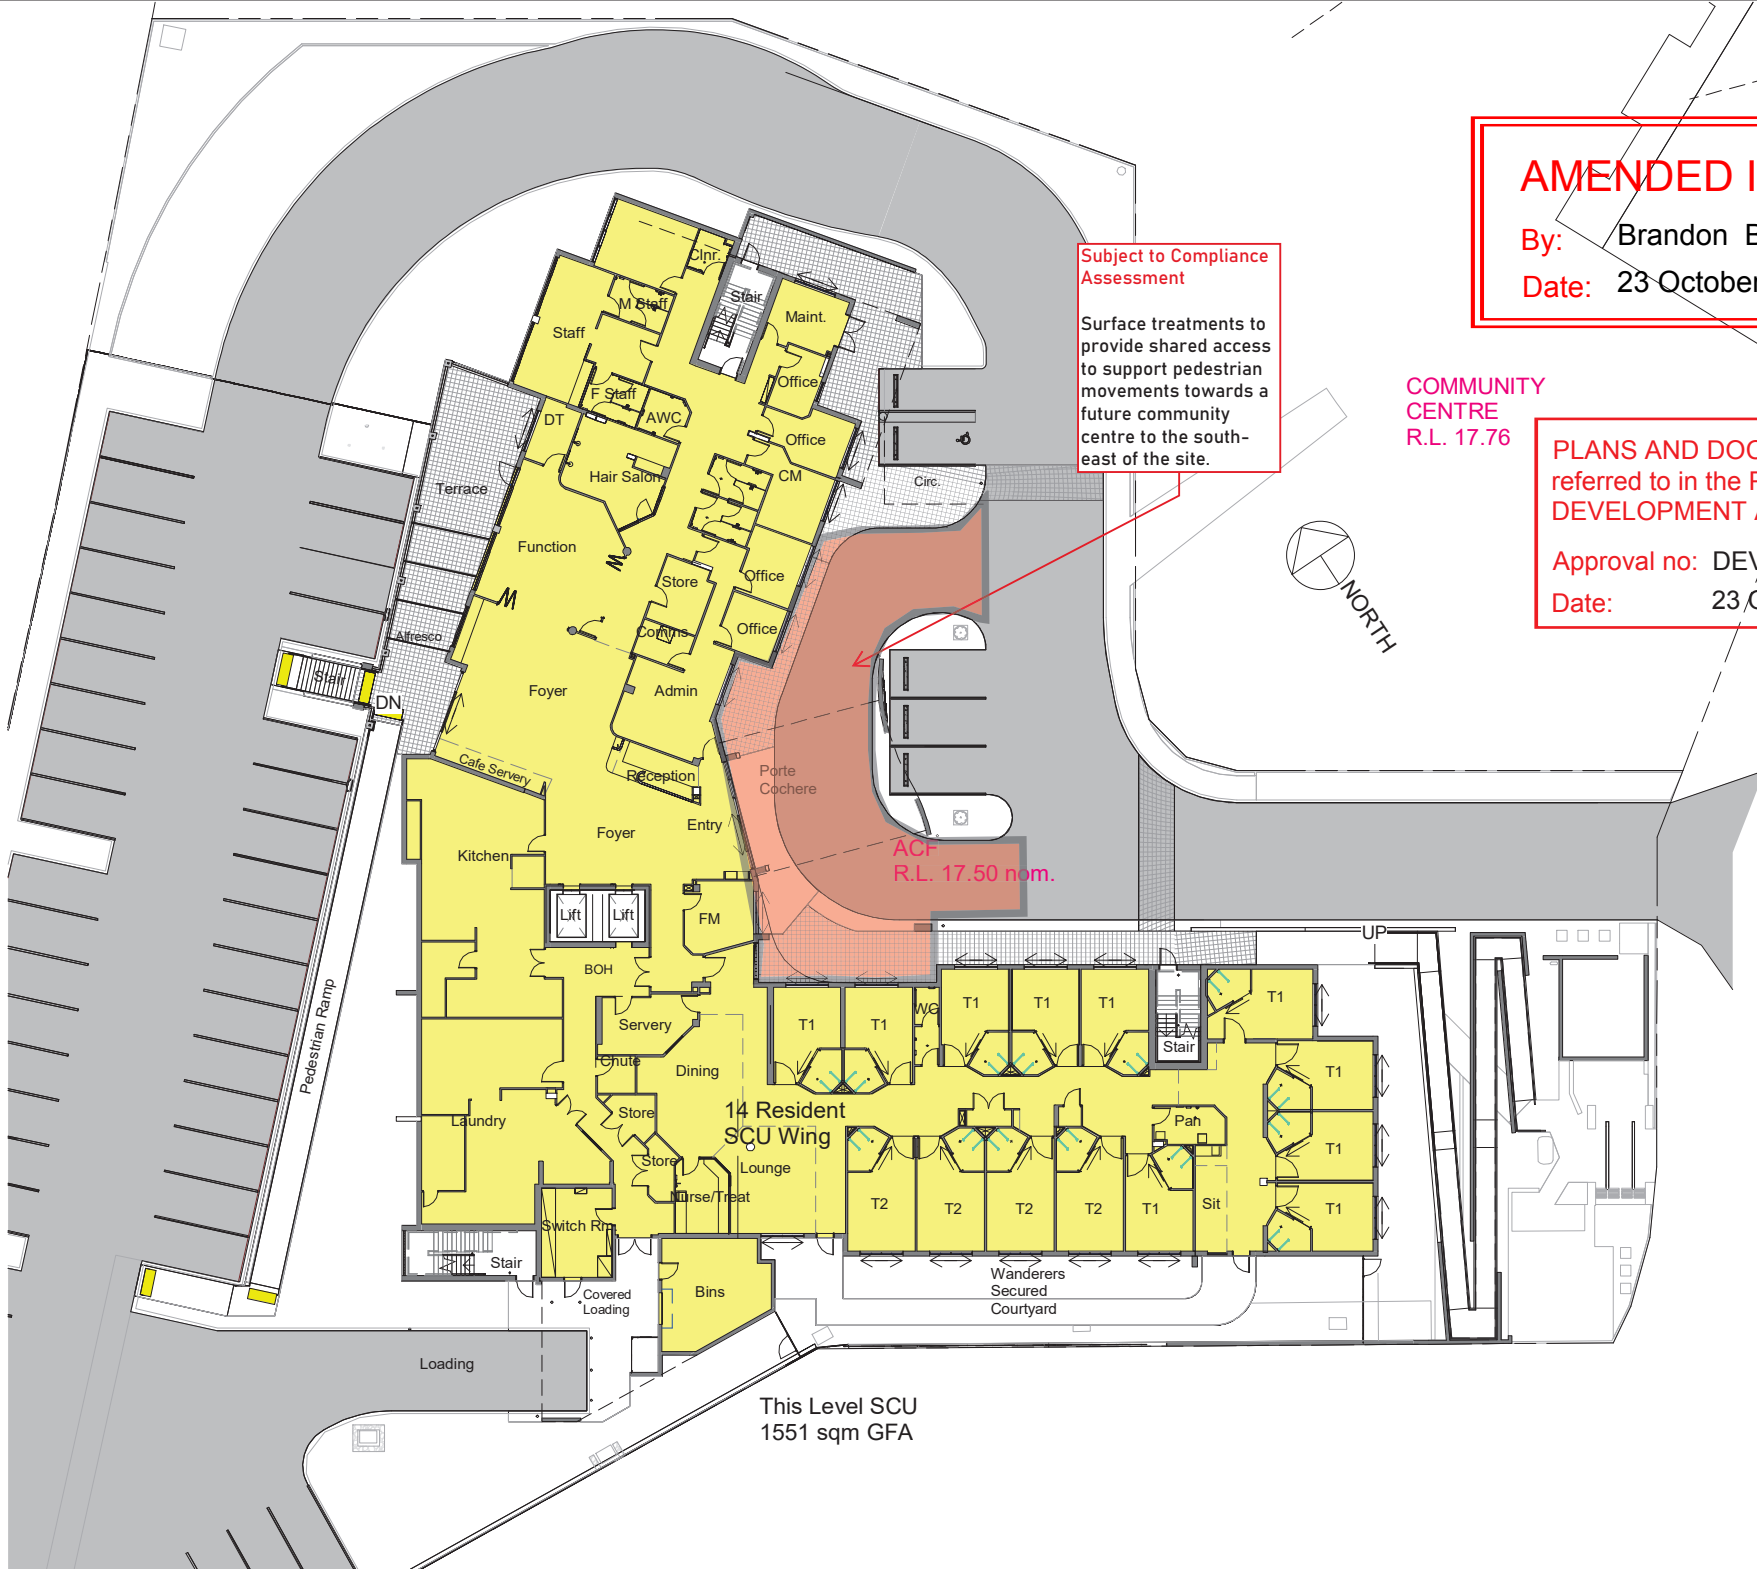 AMENDED I
By: Brandon B
Date: 23 October
Subject to Compliance
Assessment
Surface treatments to
provide shared access
to support pedestrian
movements towards a
future community
centre to the south-
east of the site.
COMMUNITY
CENTRE
R.L. 17.76
PLANS AND DOC
referred to in the
DEVELOPMENT
Approval no: DEV
Date: 23
NORTH
Clnr.
Stair
M Staff
Maint.
Staff
Office
F Staff
AWC
DT
Office
Hair Salon
CM
Circ.
Terrace
Function
Office
Store
Comms
Office
Alfresco
Stair
DN
Foyer
Admin
Cafe Servery
Reception
Porte
Cochere
Entry
Foyer
Kitchen
ACF
R.L. 17.50 nom.
Lift
Lift
FM
UP
BOH
Pedestrian Ramp
Servery
T1
T1
WC
T1
T1
T1
T1
Stair
Chute
Dining
T1
Store
14 Resident
SCU Wing
Pan
Laundry
Store
Lounge
T1
Nurse/Treat
T2
T2
T2
T2
T1
Sit
T1
Switch Rm.
Stair
Covered
Loading
Bins
Wanderers
Secured
Courtyard
Loading
This Level SCU
1551 sqm GFA